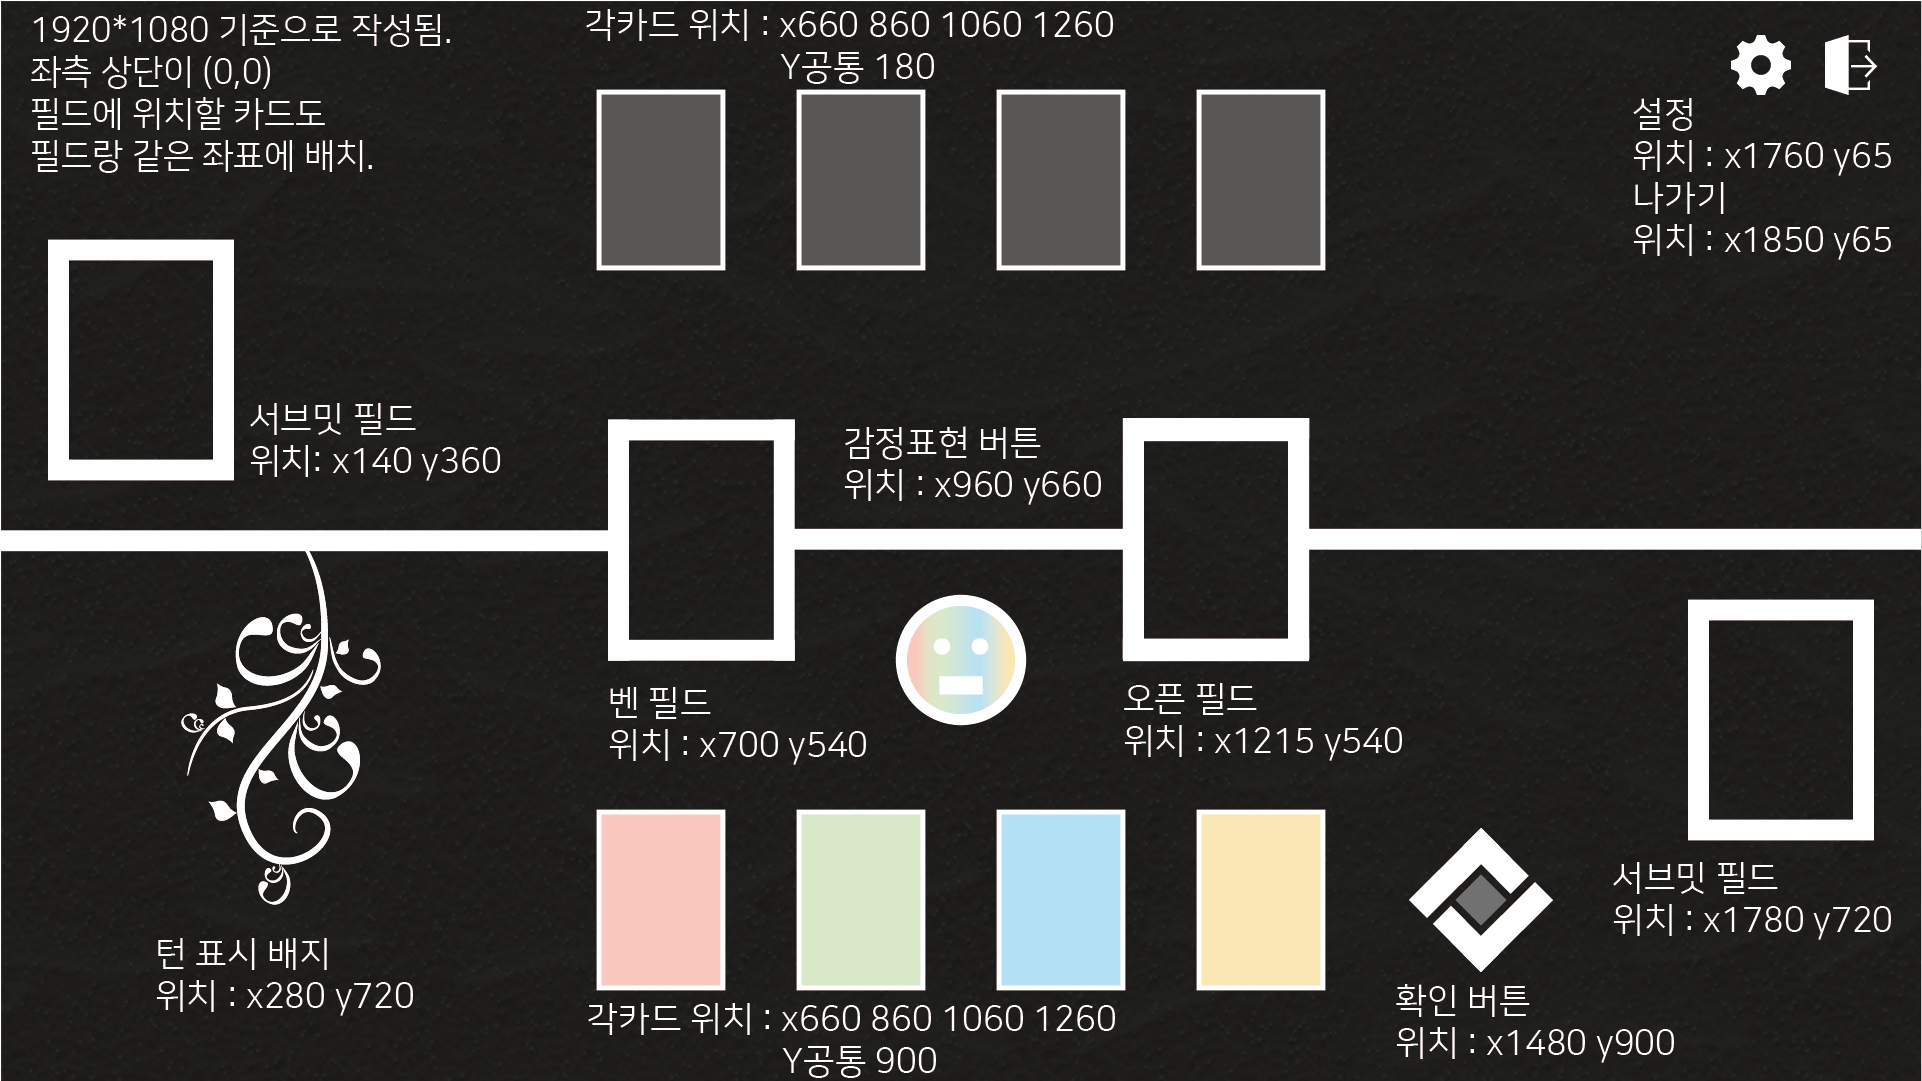 1920*1080 기준으로 작성됨.
좌측 상단이 (0,0)
필드에 위치할 카드도
필드랑 같은 좌표에 배치.
각카드 위치 : x660 860 1060 1260
Y공통 180
설정
위치 : x1760 y65
나가기
위치 : x1850 y65
서브밋 필드
위치: x140 y360
감정표현 버튼
위치 : x960 y660
벤 필드
위치 : x700 y540
오픈 필드
위치 : x1215 y540
서브밋 필드
위치 : x1780 y720
턴 표시 배지
위치 : x280 y720
각카드 위치 : x660 860 1060 1260
Y공통 900
확인 버튼
위치 : x1480 y900